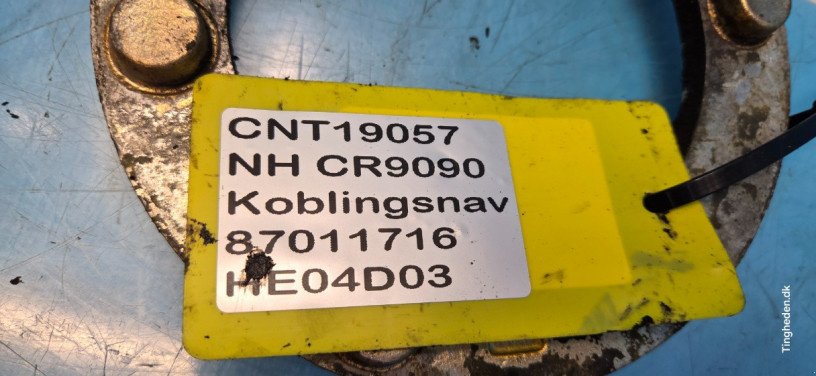 CNT19057
NH CR9090
Koblingsnav
87011716
HE04D03
Tingheden.dk